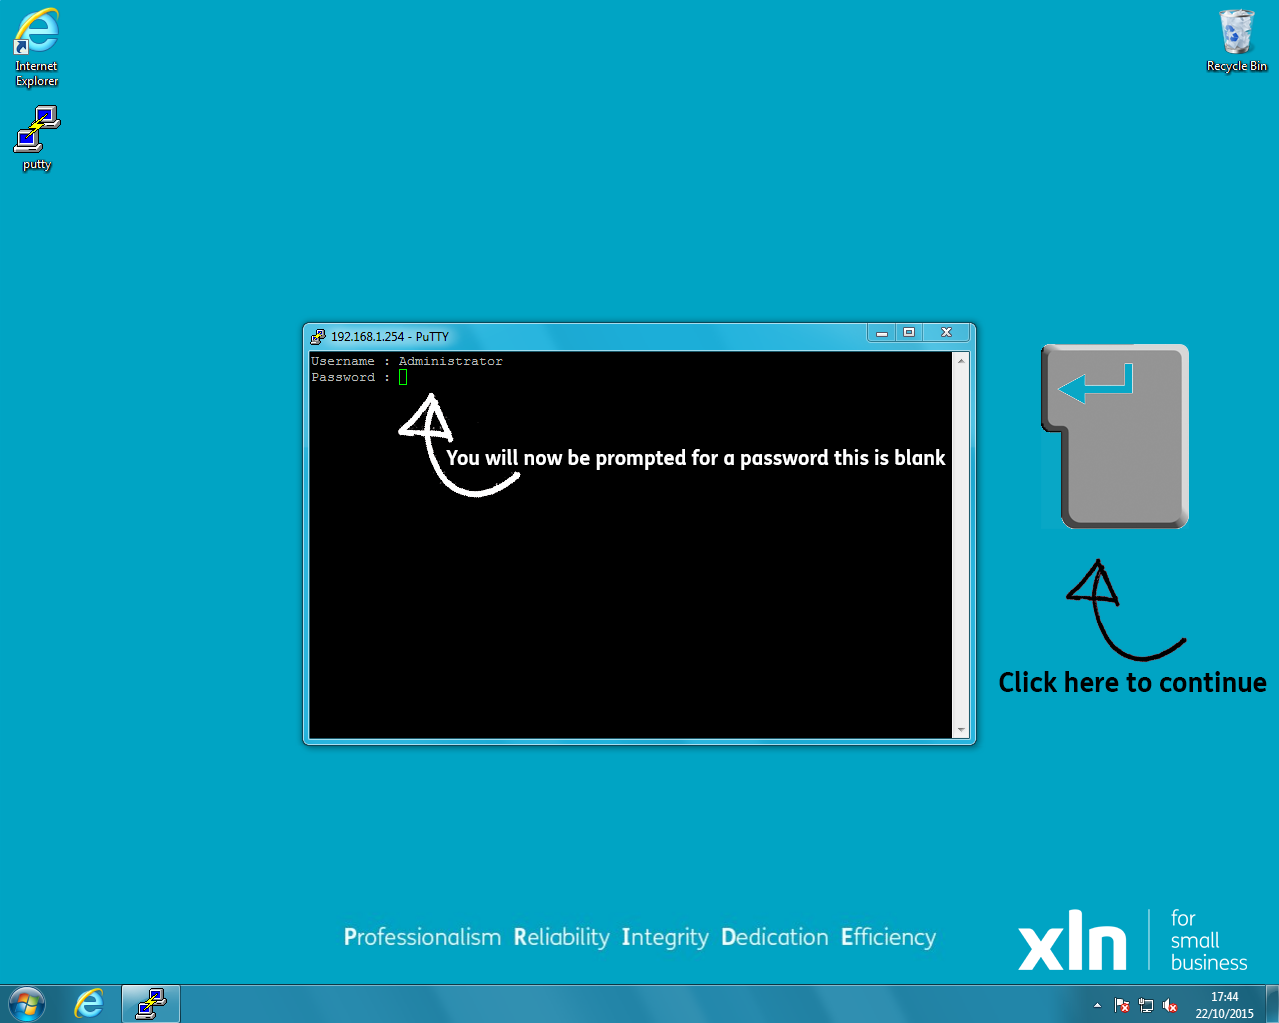 Internet
Explorer
Recycle Bin
putty
192.168.1.254 - PuTTY
Username : Administrator
Password :
You will now be prompted for a password this is blank
Click here to continue
Professionalism Reliability Integrity Dedication Efficiency
xln
for
small
business
17:44
22/10/2015